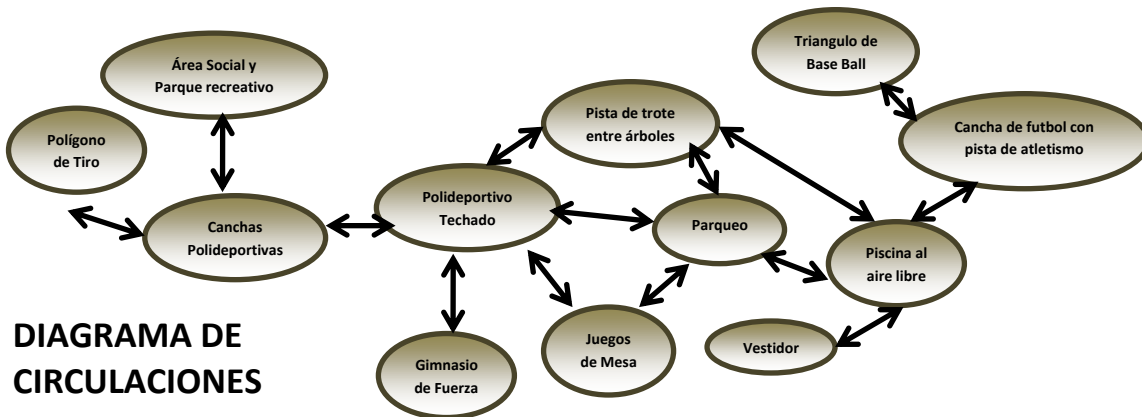 Triangulo de
Base Ball
Área Social y
Parque recreativo
Pista de trote
entre árboles
Cancha de futbol con
pista de atletismo
Polígono
de Tiro
Polideportivo
Techado
Canchas
Polideportivas
Parqueo
Piscina al
aire libre
DIAGRAMA DE
CIRCULACIONES
Gimnasio
de Fuerza
Juegos
de Mesa
Vestidor